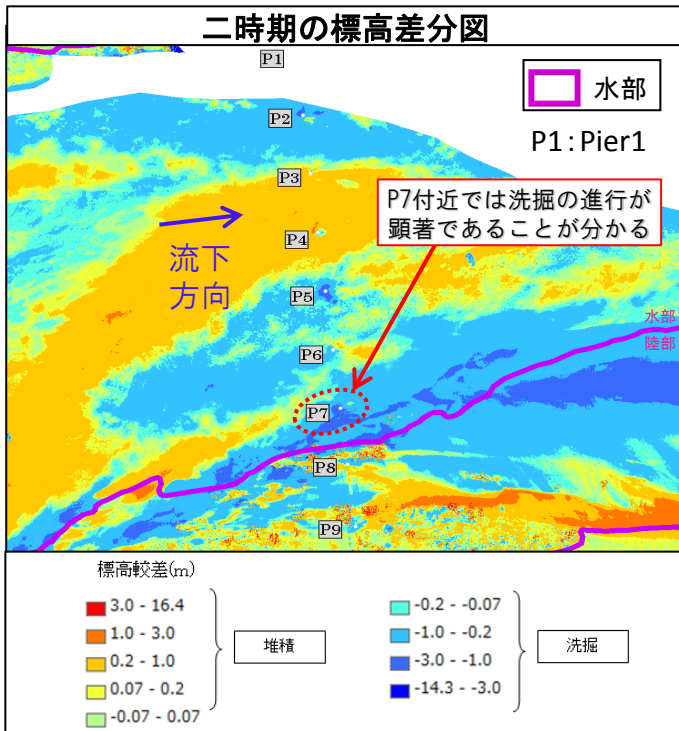 二時期の標高差分図
P1
水部
P2
P1:Pier1
P3
P7付近では洗掘の進行が
顕著であることが分かる
P4
流下
方向
P5
水部
陸部
P6
P7
P8
P9
標高較差(m)
3.0 - 16.4
1.0 - 3.0
0.2 - 1.0
0.07 - 0.2
-0.07 - 0.07
堆積
-0.2 - -0.07
-1.0 - -0.2
-3.0 - -1.0
-14.3 - -3.0
洗掘